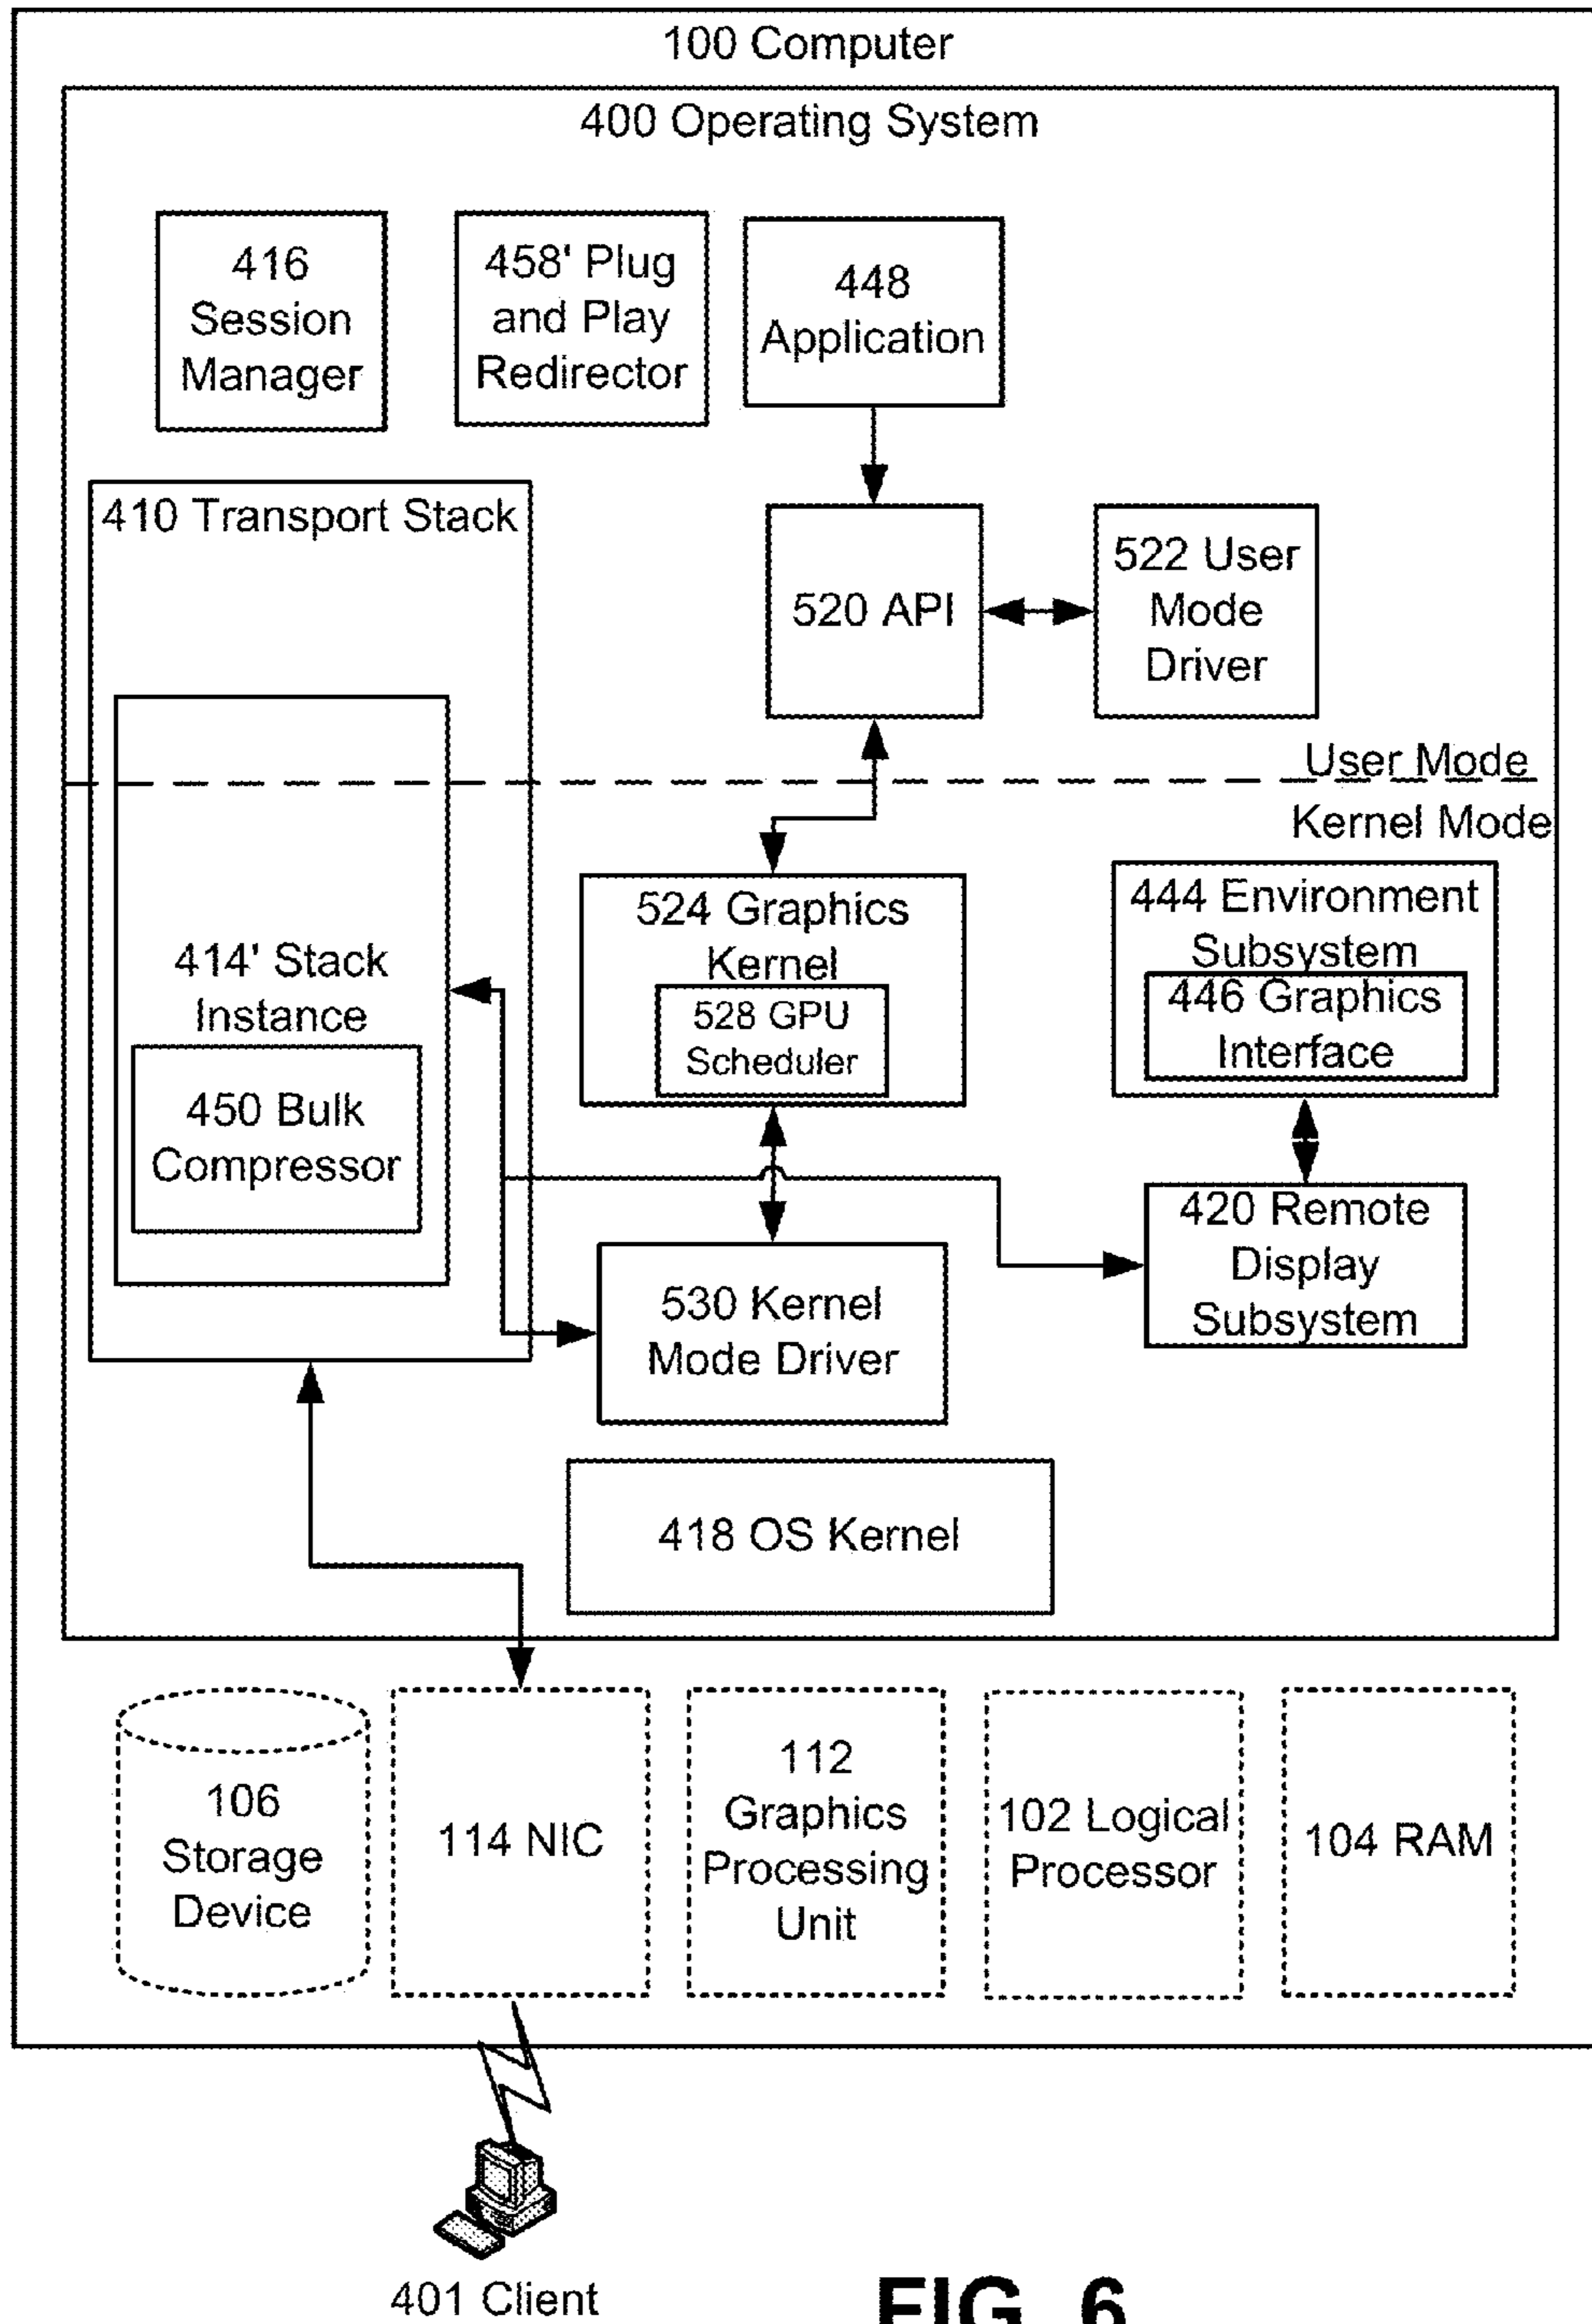 100 Computer
400 Operating System
416
Session
Manager
458' Plug
and Play
Redirector
448
Application
410 Transport Stack
520 API
522 User
Mode
Driver
User Mode
Kernel Mode
414' Stack
Instance
450 Bulk
Compressor
524 Graphics
Kernel
528 GPU
Scheduler
444 Environment
Subsystem
446 Graphics
Interface
530 Kernel
Mode Driver
420 Remote
Display
Subsystem
418 OS Kernel
106
Storage
Device
114 NIC
112
Graphics
Processing
Unit
102 Logical
Processor
104 RAM
401 Client
FIG. 6